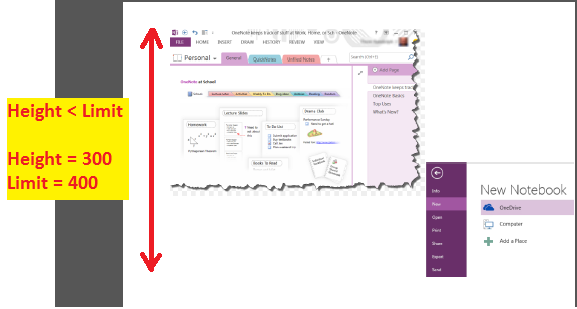 Height < Limit
Height = 300
Limit = 400
OneNote keeps track of stuff at Work, Home, or School - OneNote
FILE HOME INSERT DRAW HISTORY REVIEW VIEW
Personal General QuickNotes Unfiled Notes +
Search (Ctrl+E)
Add Page
OneNote at School
OneNote keeps trac
OneNote Basics
Top Uses
What's New?
Lecture Slides
Homework
To Do List
Drama Club
Books To Read
New Notebook
Info
New
Open
Print
Share
Export
Send
OneDrive
Computer
Add a Place